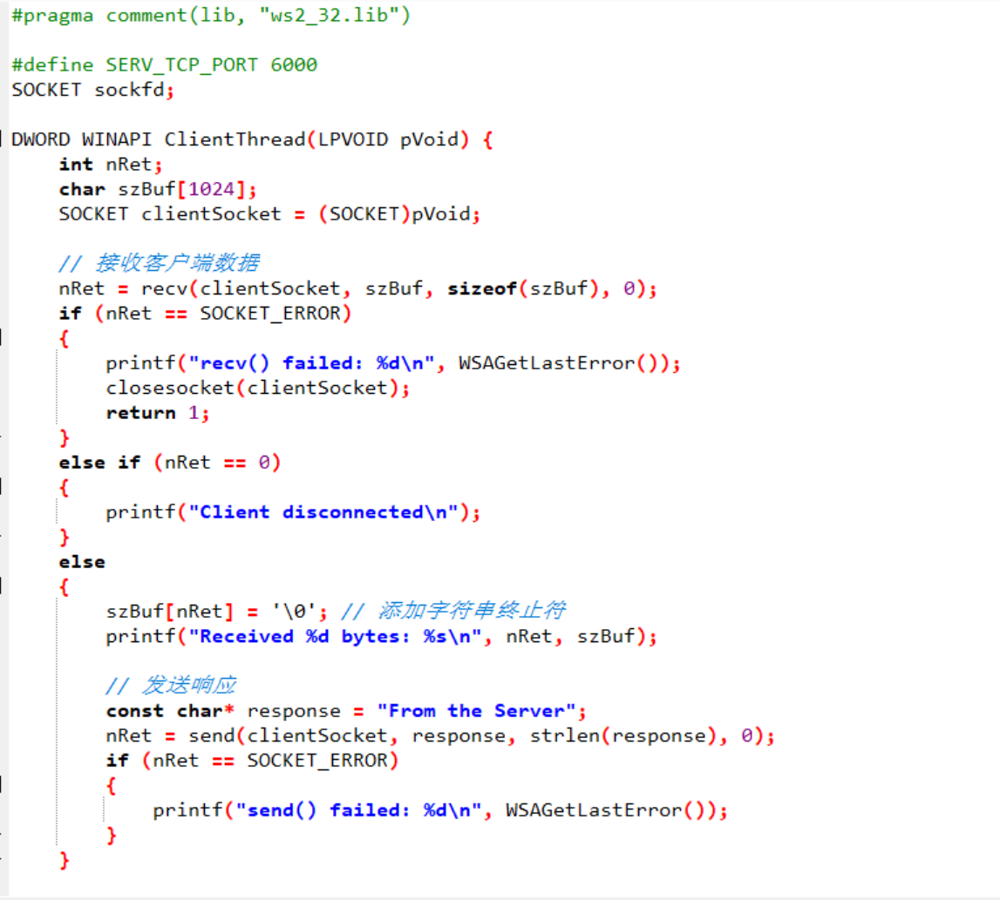 #pragma comment(lib, "ws2_32.lib")

#define SERV_TCP_PORT 6000
SOCKET sockfd;

DWORD WINAPI ClientThread(LPVOID pVoid) {
    int nRet;
    char szBuf[1024];
    SOCKET clientSocket = (SOCKET)pVoid;

    // 接收客户端数据
    nRet = recv(clientSocket, szBuf, sizeof(szBuf), 0);
    if (nRet == SOCKET_ERROR)
    {
        printf("recv() failed: %d\n", WSAGetLastError());
        closesocket(clientSocket);
        return 1;
    }
    else if (nRet == 0)
    {
        printf("Client disconnected\n");
    }
    else
    {
        szBuf[nRet] = '\0'; // 添加字符串终止符
        printf("Received %d bytes: %s\n", nRet, szBuf);

        // 发送响应
        const char* response = "From the Server";
        nRet = send(clientSocket, response, strlen(response), 0);
        if (nRet == SOCKET_ERROR)
        {
            printf("send() failed: %d\n", WSAGetLastError());
        }
    }